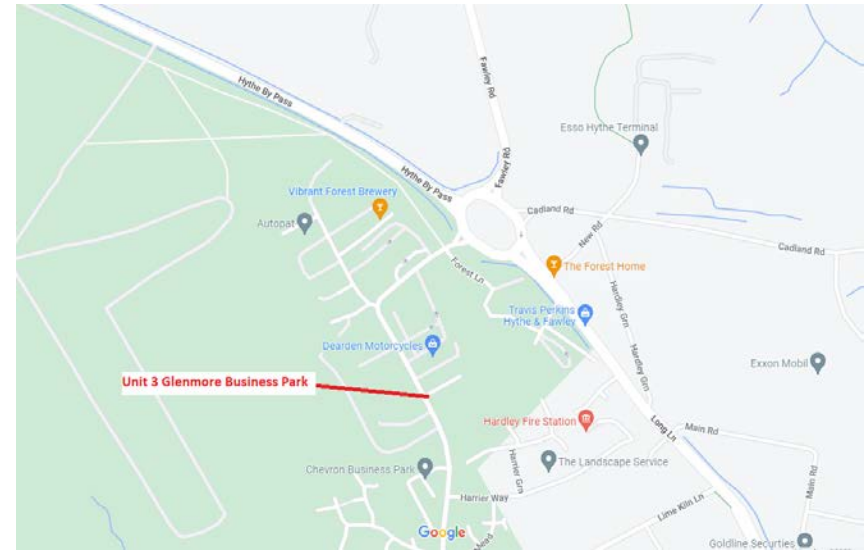 Hythe By Pass
Fawley Rd
Esso Hythe Terminal
Hythe By Pass
Fawley Rd
Vibrant Forest Brewery
Autopat
Cadland Rd
New Rd
Cadland Rd
Forest Ln
The Forest Home
Hardley Grn
Travis Perkins
Hythe & Fawley
Dearden Motorcycles
Hardley Grn
Exxon Mobil
Unit 3 Glenmore Business Park
Hardley Fire Station
Long Ln
Main Rd
Harrier Grn
The Landscape Service
Chevron Business Park
Main Rd
Harrier Way
Lime Kiln Ln
Google
Mead
Goldline Securties